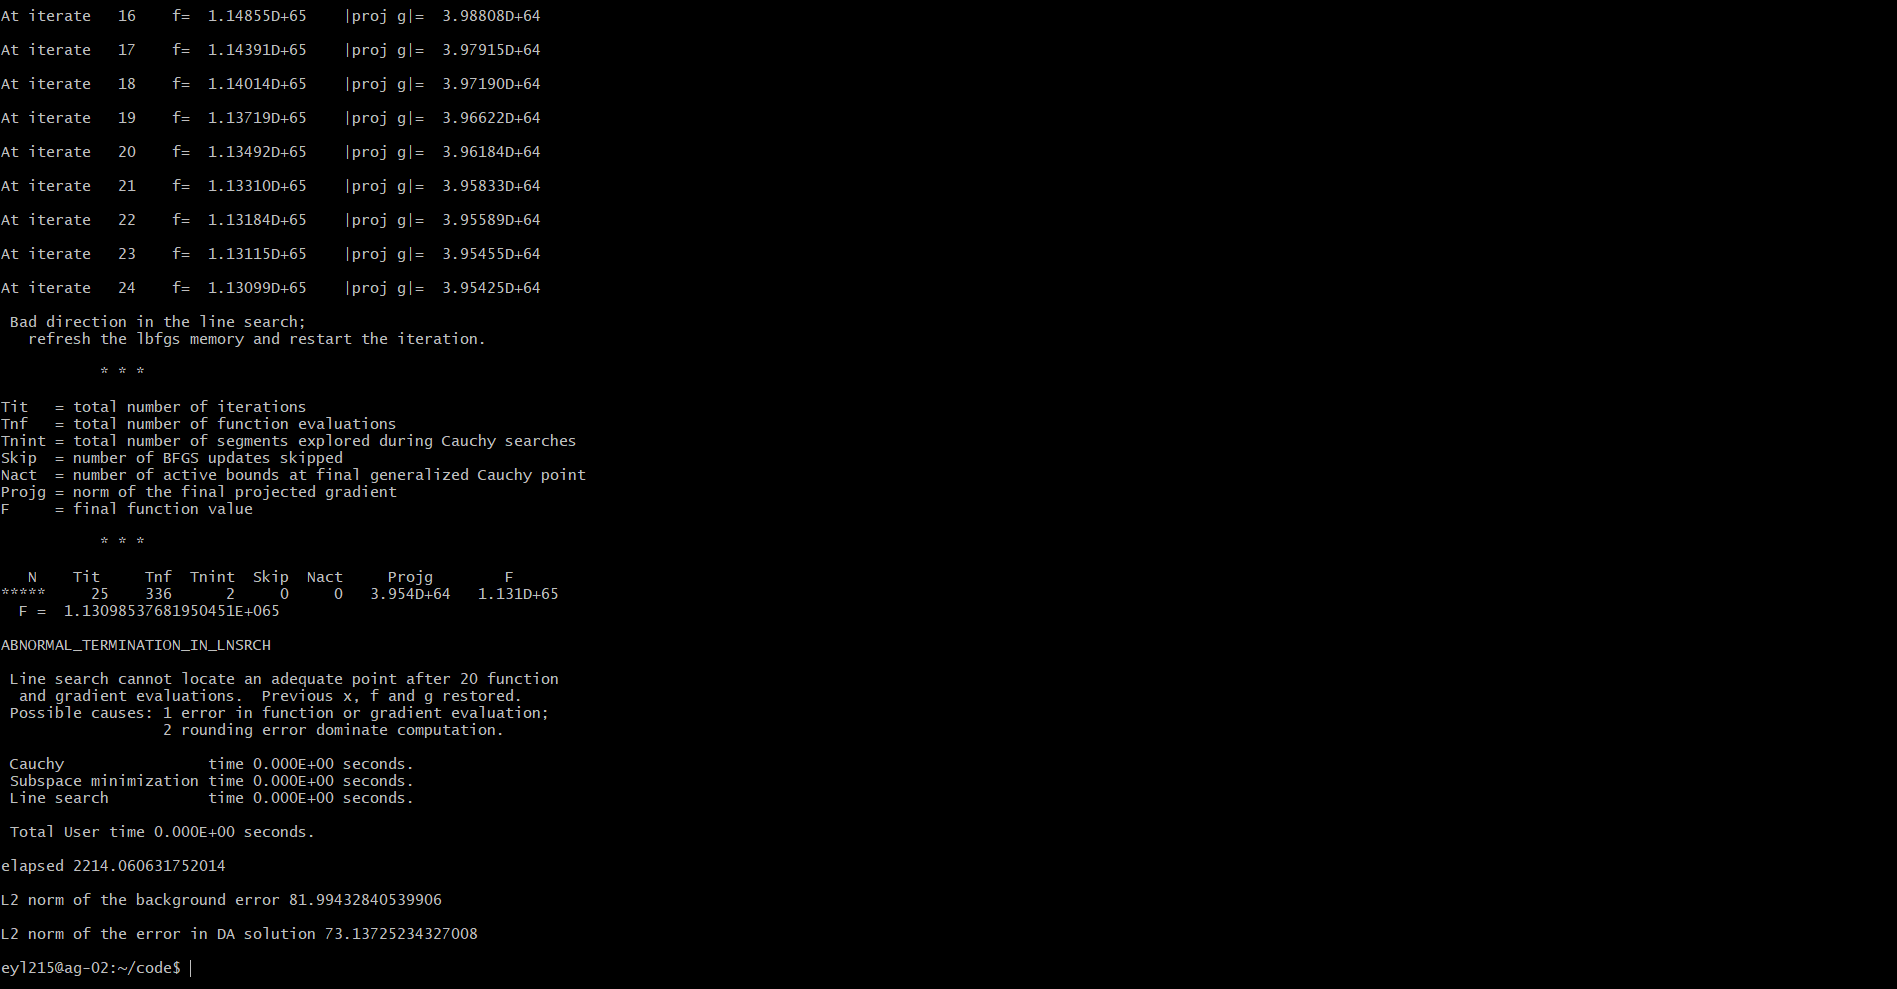 At iterate   16    f=  1.14855D+65    |proj g|=  3.98808D+64
At iterate   17    f=  1.14391D+65    |proj g|=  3.97915D+64
At iterate   18    f=  1.14014D+65    |proj g|=  3.97190D+64
At iterate   19    f=  1.13719D+65    |proj g|=  3.96622D+64
At iterate   20    f=  1.13492D+65    |proj g|=  3.96184D+64
At iterate   21    f=  1.13310D+65    |proj g|=  3.95833D+64
At iterate   22    f=  1.13184D+65    |proj g|=  3.95589D+64
At iterate   23    f=  1.13115D+65    |proj g|=  3.95455D+64
At iterate   24    f=  1.13099D+65    |proj g|=  3.95425D+64
 Bad direction in the line search;
   refresh the lbfgs memory and restart the iteration.
           * * *
Tit   = total number of iterations
Tnf   = total number of function evaluations
Tnint = total number of segments explored during Cauchy searches
Skip  = number of BFGS updates skipped
Nact  = number of active bounds at final generalized Cauchy point
Projg = norm of the final projected gradient
F     = final function value
           * * *
   N    Tit     Tnf  Tnint  Skip  Nact     Projg        F
*****     25    336      2     0     0   3.954D+64   1.131D+65
  F =  1.13098537681950451E+065
ABNORMAL_TERMINATION_IN_LNSRCH
 Line search cannot locate an adequate point after 20 function
  and gradient evaluations.  Previous x, f and g restored.
 Possible causes: 1 error in function or gradient evaluation;
                  2 rounding error dominate computation.
 Cauchy                time 0.000E+00 seconds.
 Subspace minimization time 0.000E+00 seconds.
 Line search           time 0.000E+00 seconds.
 Total User time 0.000E+00 seconds.
elapsed 2214.060631752014
L2 norm of the background error 81.99432840539906
L2 norm of the error in DA solution 73.13725234327008
eyl215@ag-02:~/code$